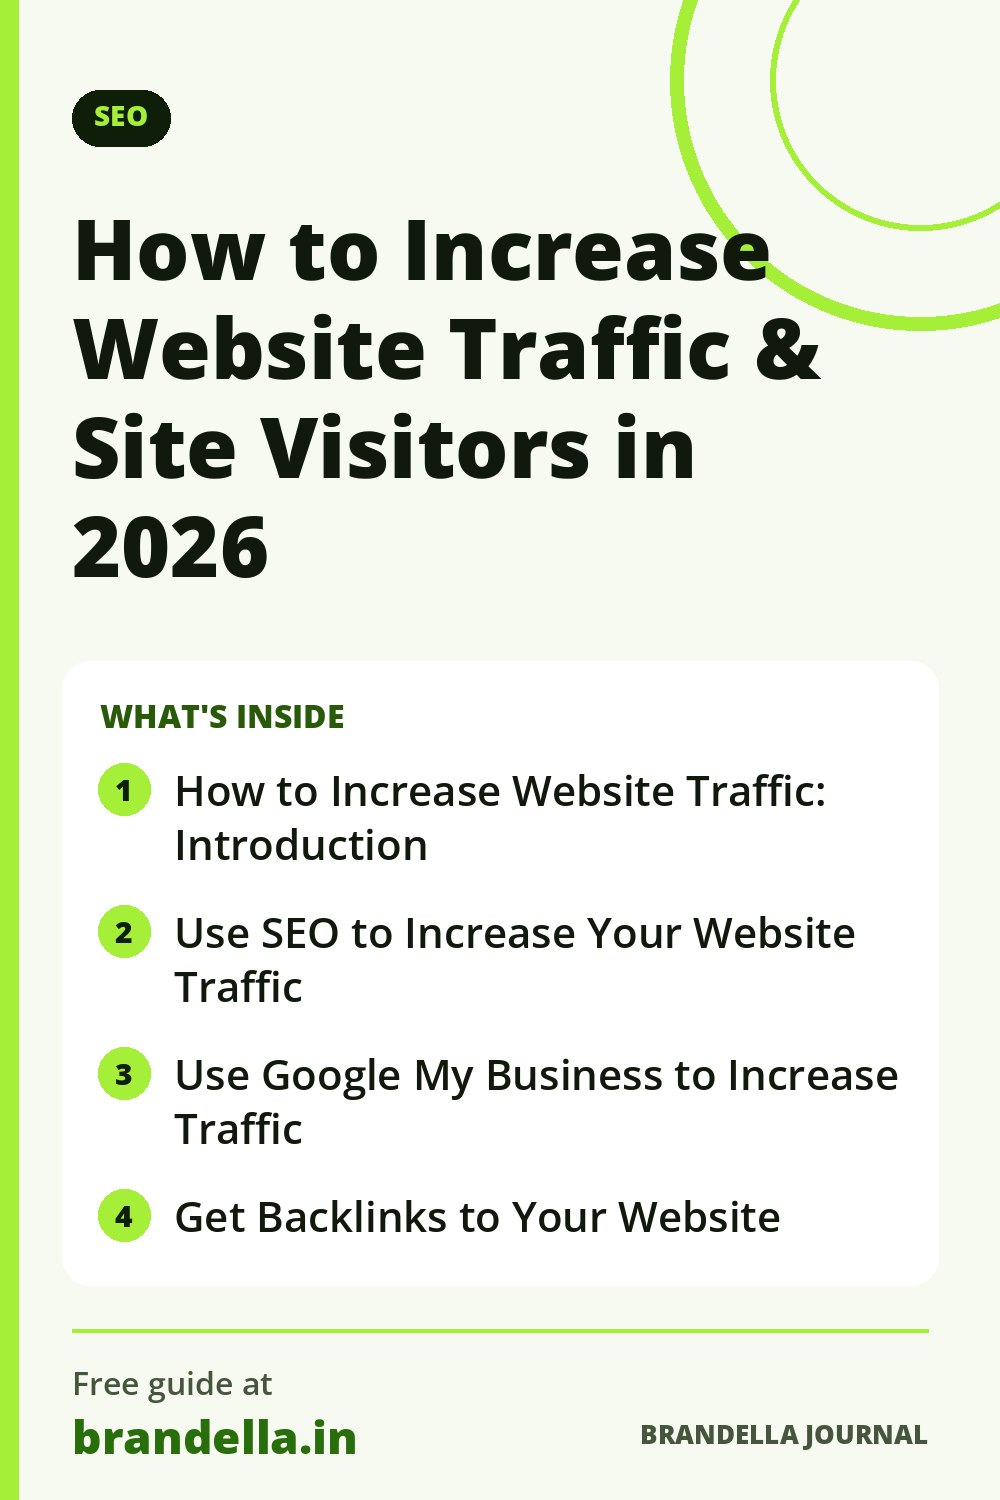 SEO
How to Increase
Website Traffic &
Site Visitors in
2026
WHAT'S INSIDE
1 How to Increase Website Traffic:
Introduction
2 Use SEO to Increase Your Website
Traffic
3 Use Google My Business to Increase
Traffic
4 Get Backlinks to Your Website
Free guide at
brandella.in
BRANDELLA JOURNAL